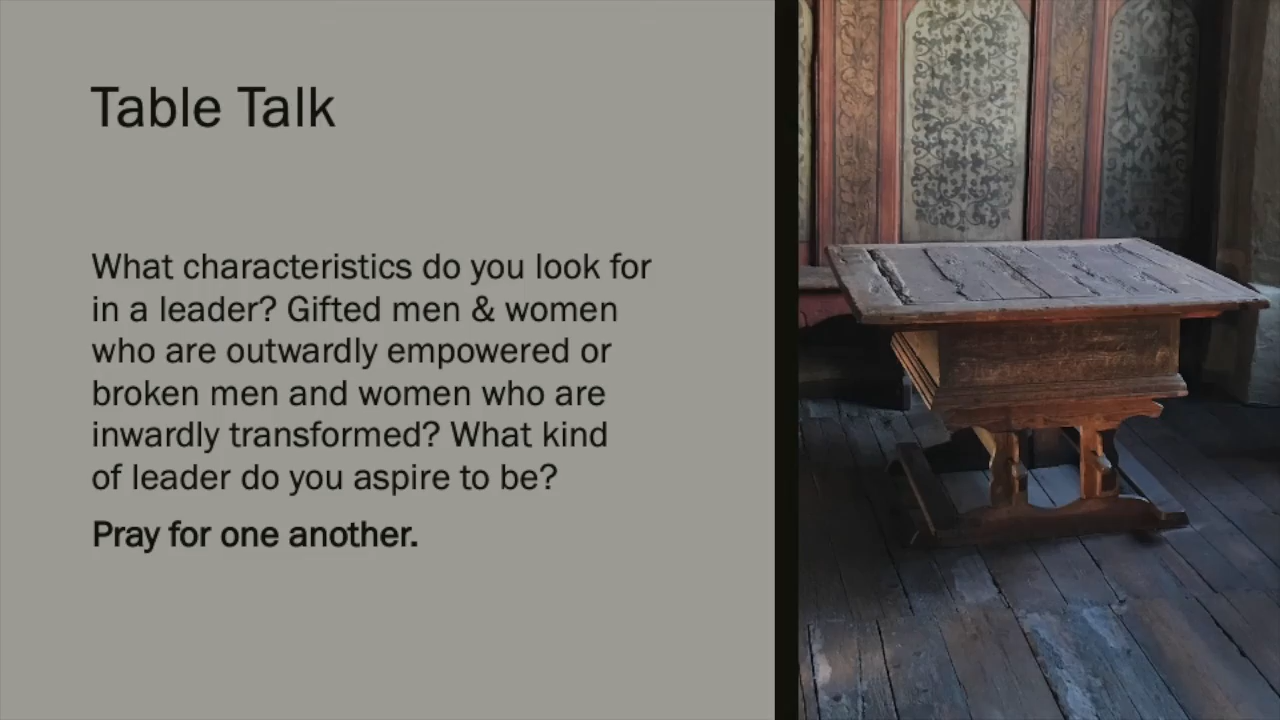 Table Talk
What characteristics do you look for
in a leader? Gifted men & women
who are outwardly empowered or
broken men and women who are
inwardly transformed? What kind
of leader do you aspire to be?
Pray for one another.